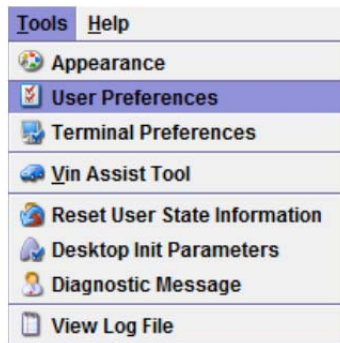 Tools Help
Appearance
User Preferences
Terminal Preferences
Vin Assist Tool
Reset User State Information
Desktop Init Parameters
Diagnostic Message
View Log File